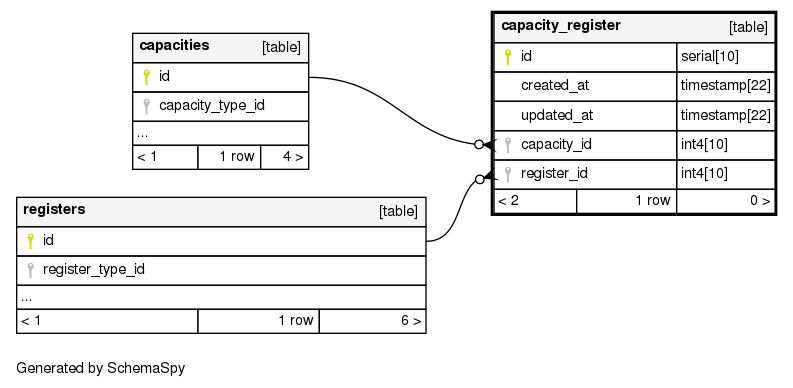 capacities [table]
id
capacity_type_id
...
< 1 1 row 4 >
capacity_register [table]
id serial[10]
created_at timestamp[22]
updated_at timestamp[22]
capacity_id int4[10]
register_id int4[10]
< 2 1 row 0 >
registers [table]
id
register_type_id
...
< 1 1 row 6 >
Generated by SchemaSpy